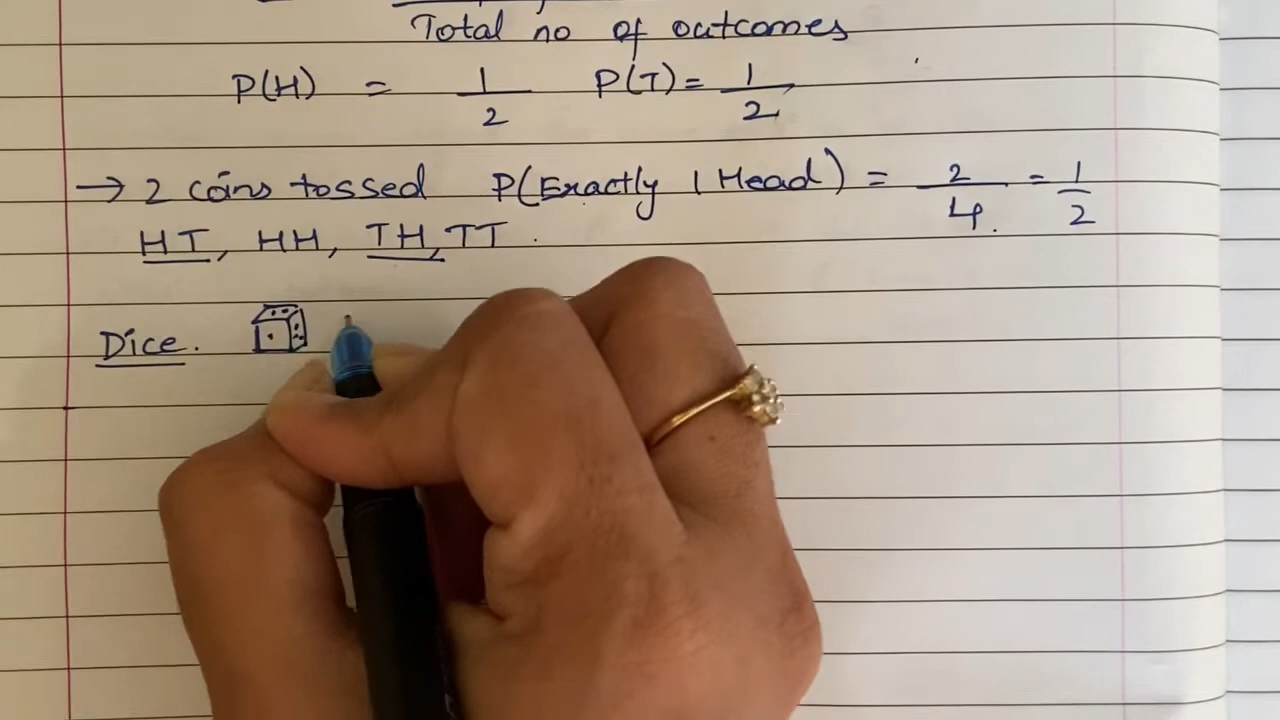 Total no of outcomes
P(H) = 1/2 P(T) = 1/2
→ 2 coins tossed P(Exactly 1 Head) = 2/4. = 1/2
HT, HH, TH, TT.
Dice.